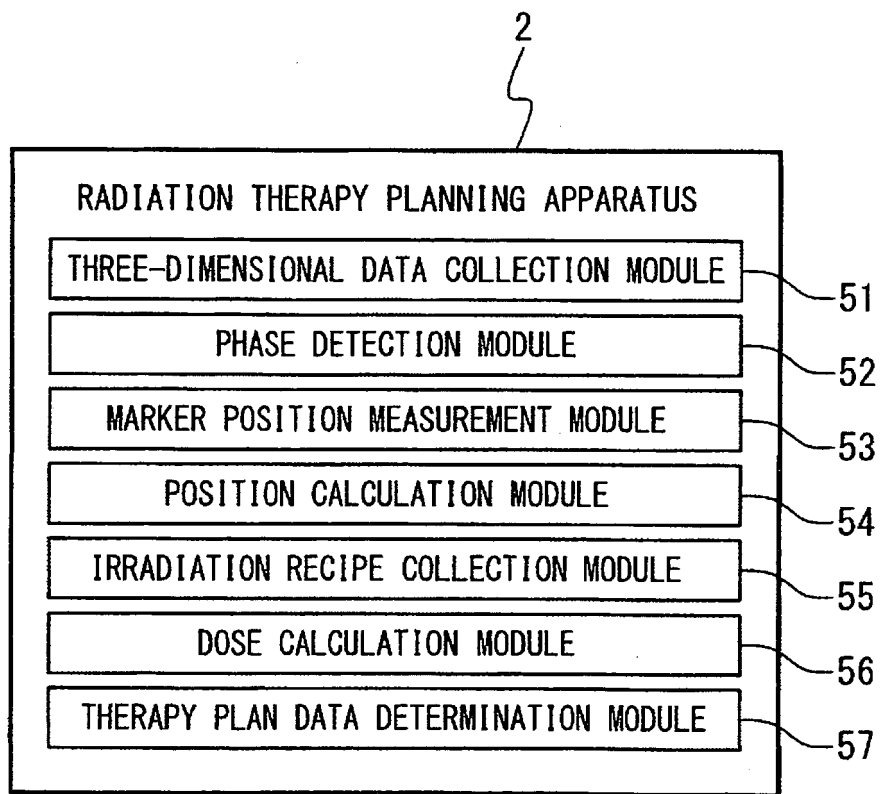 2
RADIATION THERAPY PLANNING APPARATUS
THREE-DIMENSIONAL DATA COLLECTION MODULE
51
PHASE DETECTION MODULE
52
MARKER POSITION MEASUREMENT MODULE
53
POSITION CALCULATION MODULE
54
IRRADIATION RECIPE COLLECTION MODULE
55
DOSE CALCULATION MODULE
56
THERAPY PLAN DATA DETERMINATION MODULE
57